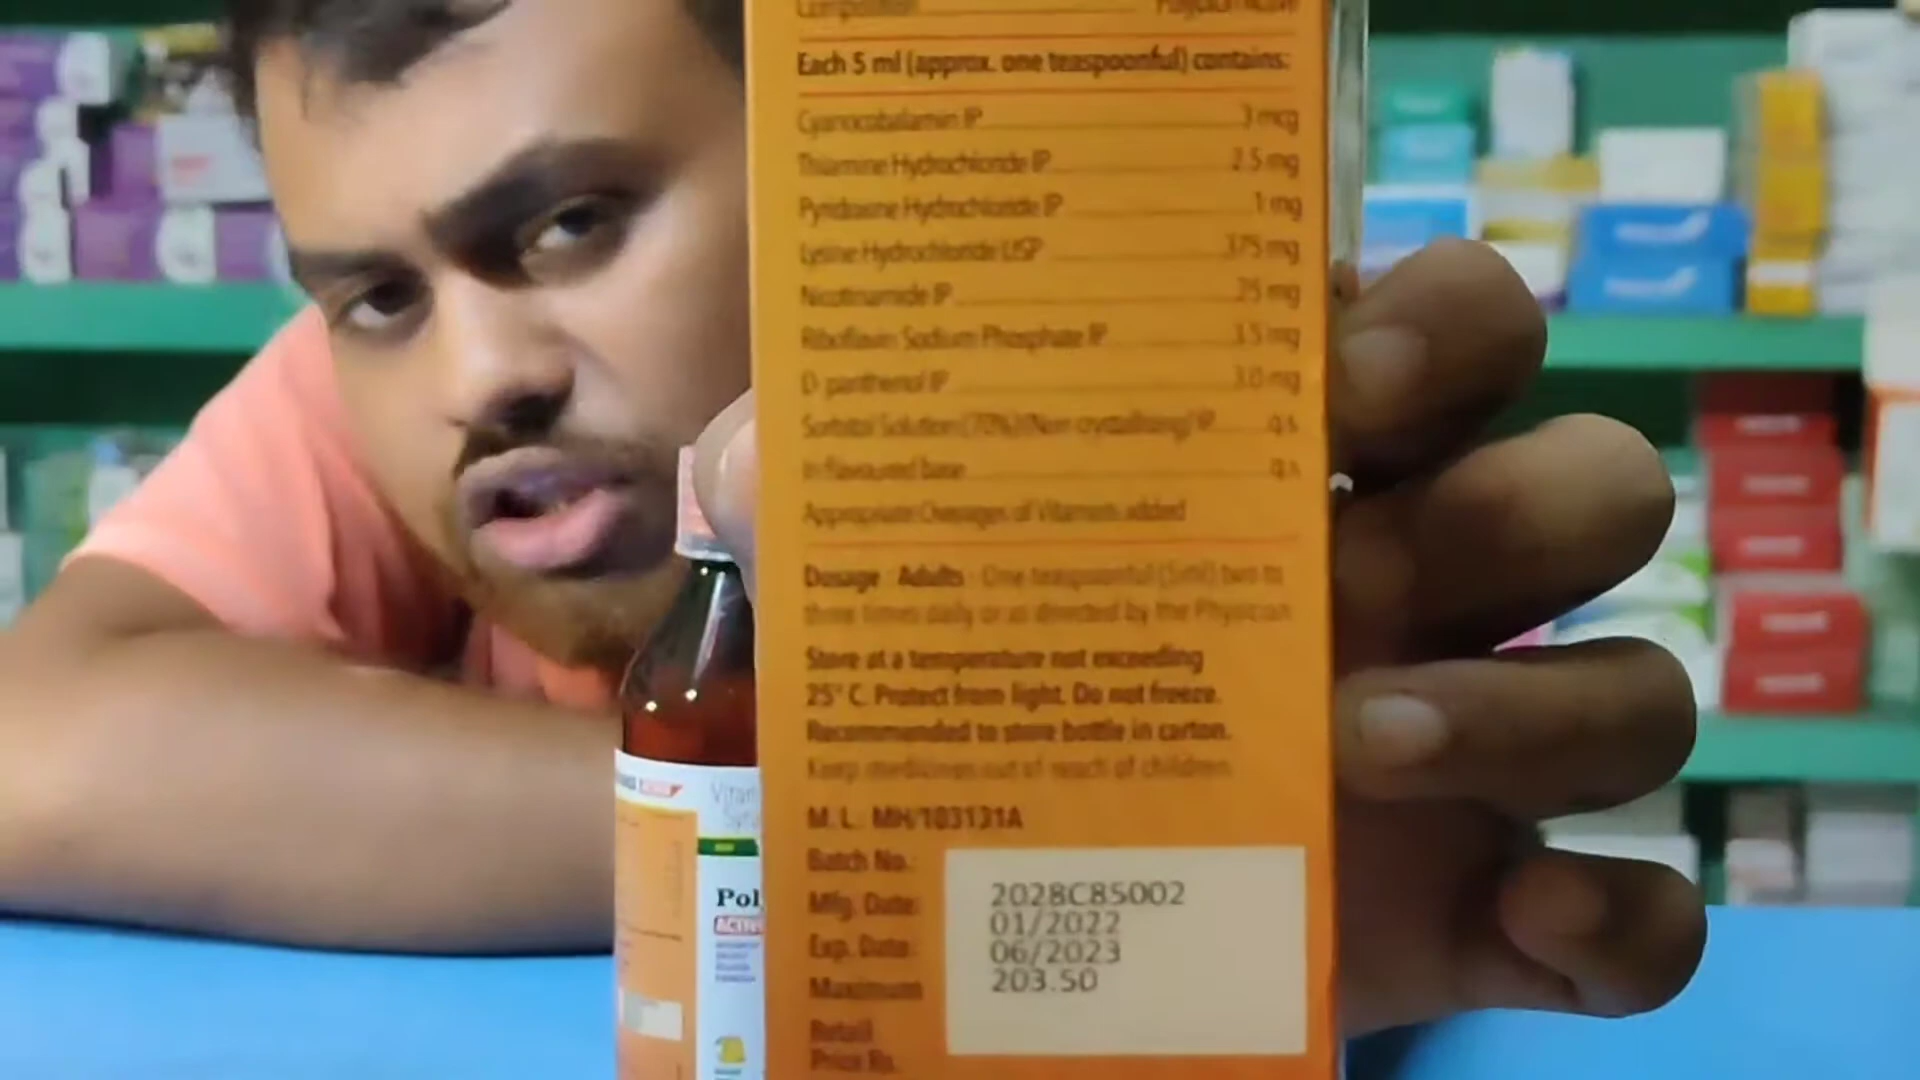 Each 5 ml (approx. one teaspoonful) contains:
Cyanocobalamin IP 3 mcg
Thiamine Hydrochloride IP 2.5 mg
Pyridoxine Hydrochloride IP 1 mg
Lysine Hydrochloride USP 375 mg
Nicotinamide IP 25 mg
Riboflavin Sodium Phosphate IP
D-panthenol IP 3.0 mg
Sorbitol Solution (70%) (Non crystallising) IP q.s.
In flavoured base q.s.
Appropriate Overages of Vitamins added
Dosage: Adults: One teaspoonful (5ml) two to
three times daily or as directed by the Physician
Store at a temperature not exceeding
25° C. Protect from light. Do not freeze.
Recommended to store bottle in carton.
Keep medicines out of reach of children.
M. L. MH/103131A
Batch No.: 2028C85002
Mfg. Date: 01/2022
Exp. Date: 06/2023
Maximum 203.50
Retail
Price Rs.
Pol